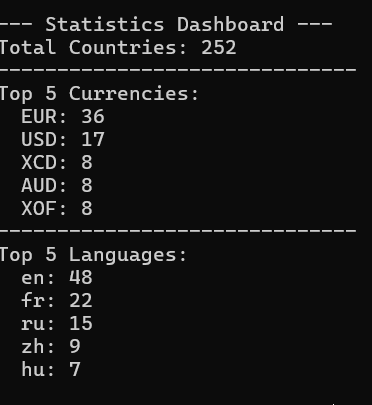 --- Statistics Dashboard ---
Total Countries: 252
------------------------------
Top 5 Currencies:
  EUR: 36
  USD: 17
  XCD: 8
  AUD: 8
  XOF: 8
------------------------------
Top 5 Languages:
  en: 48
  fr: 22
  ru: 15
  zh: 9
  hu: 7